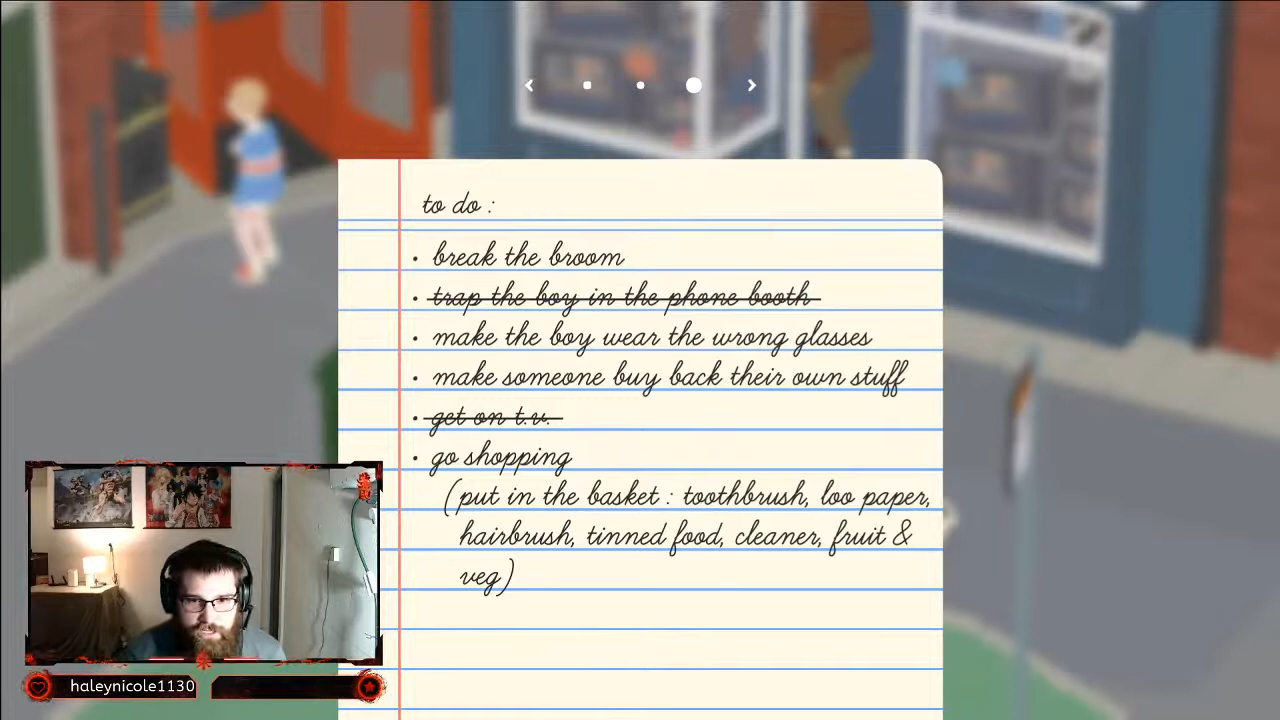 to do :
• break the broom
• trap the boy in the phone booth
• make the boy wear the wrong glasses
• make someone buy back their own stuff
• get on t.v.
• go shopping
(put in the basket : toothbrush, loo paper,
hairbrush, tinned food, cleaner, fruit &
veg)
haleynicole1130